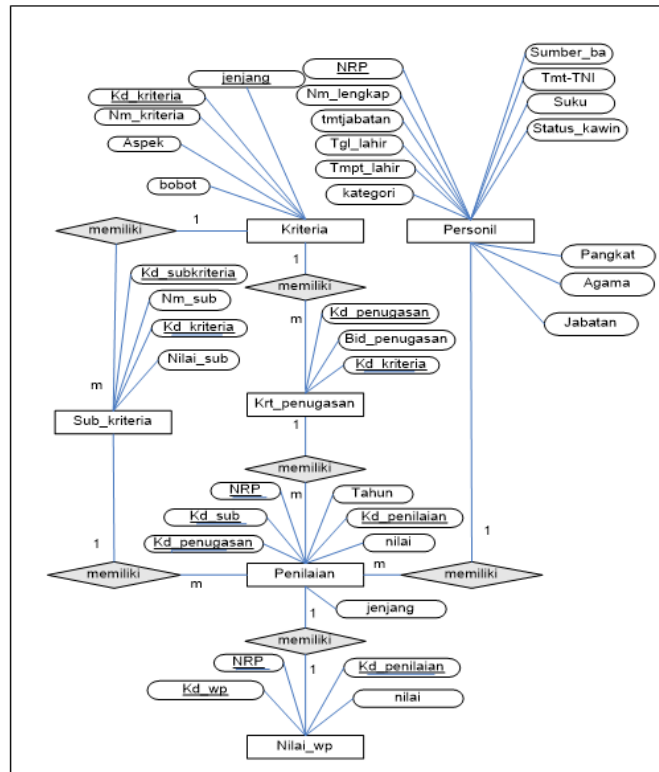 jenjang
Kd_kriteria
Nm_kriteria
Aspek
bobot
NRP
Nm_lengkap
tmtjabatan
Tgl_lahir
Tmpt_lahir
kategori
Sumber_ba
Tmt-TNI
Suku
Status_kawin
memiliki
1
Kriteria
Personil
1
Pangkat
Agama
Jabatan
Kd_subkriteria
Nm_sub
Kd_kriteria
Nilai_sub
memiliki
m
Kd_penugasan
Bid_penugasan
Kd_kriteria
m
Sub_kriteria
Krt_penugasan
1
memiliki
m
NRP
Kd_sub
Kd_penugasan
Tahun
Kd_penilaian
nilai
1
memiliki
m
Penilaian
m
memiliki
1
jenjang
1
memiliki
1
NRP
Kd_wp
Kd_penilaian
nilai
Nilai_wp